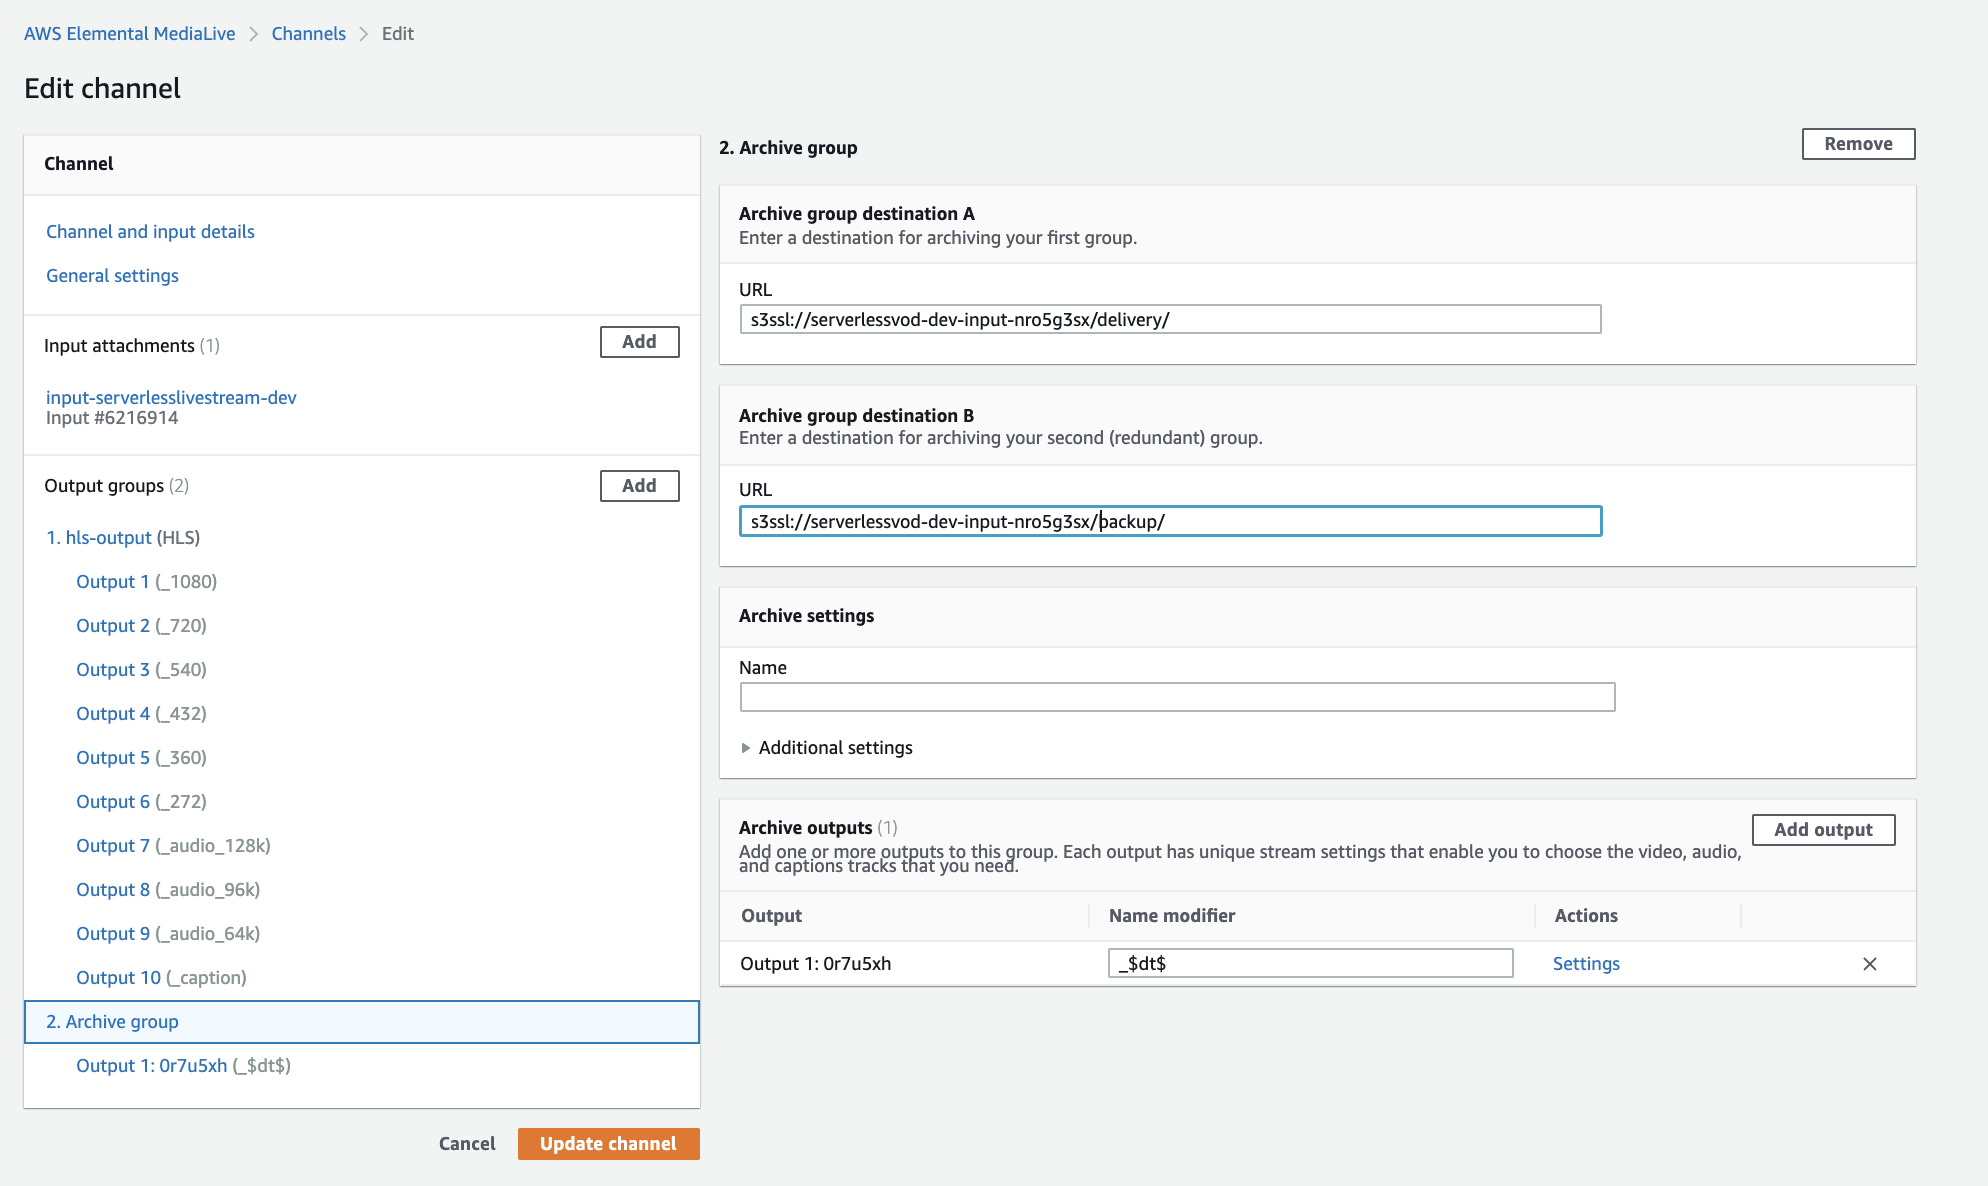 AWS Elemental MediaLive > Channels > Edit
Edit channel
Channel
Channel and input details
General settings
Input attachments (1)
Add
input-serverlesslivestream-dev
Input #6216914
Output groups (2)
Add
1. hls-output (HLS)
Output 1 (_1080)
Output 2 (_720)
Output 3 (_540)
Output 4 (_432)
Output 5 (_360)
Output 6 (_272)
Output 7 (_audio_128k)
Output 8 (_audio_96k)
Output 9 (_audio_64k)
Output 10 (_caption)
2. Archive group
Output 1: 0r7u5xh (_$dt$)
Cancel
Update channel
2. Archive group
Remove
Archive group destination A
Enter a destination for archiving your first group.
URL
s3ssl://serverlessvod-dev-input-nro5g3sx/delivery/
Archive group destination B
Enter a destination for archiving your second (redundant) group.
URL
s3ssl://serverlessvod-dev-input-nro5g3sx/backup/
Archive settings
Name
Additional settings
Archive outputs (1)
Add output
Add one or more outputs to this group. Each output has unique stream settings that enable you to choose the video, audio,
and captions tracks that you need.
Output Name modifier Actions
Output 1: 0r7u5xh _$dt$ Settings